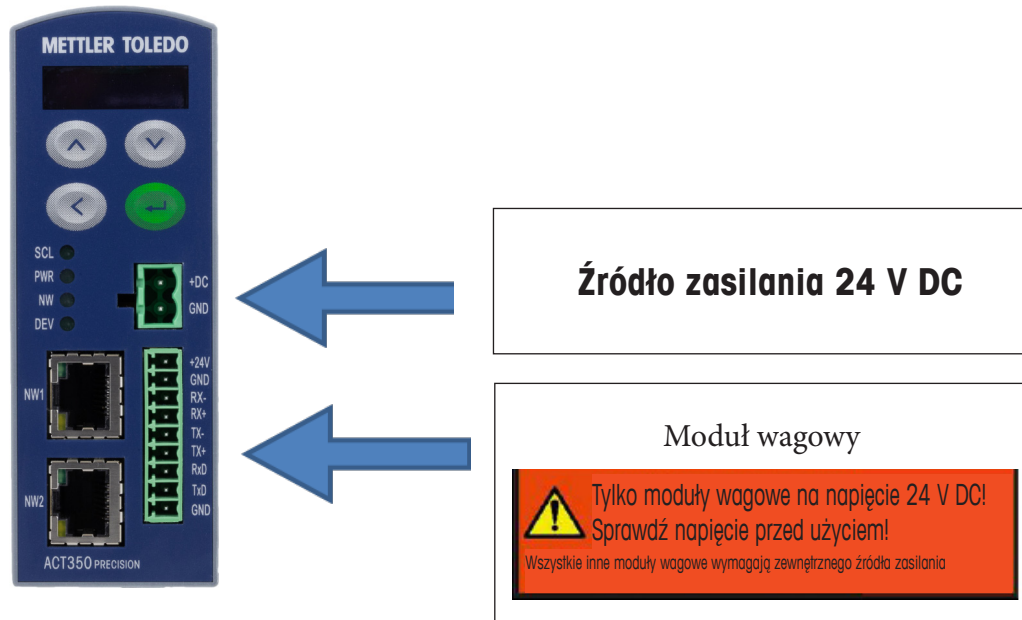 METTLER TOLEDO
SCL
PWR
NW
DEV
+DC
GND
NW1
NW2
+24V
GND
RX-
RX+
TX-
TX+
RxD
TxD
GND
ACT350 PRECISION
Źródło zasilania 24 V DC
Moduł wagowy
Tylko moduły wagowe na napięcie 24 V DC!
Sprawdź napięcie przed użyciem!
Wszystkie inne moduły wagowe wymagają zewnętrznego źródła zasilania